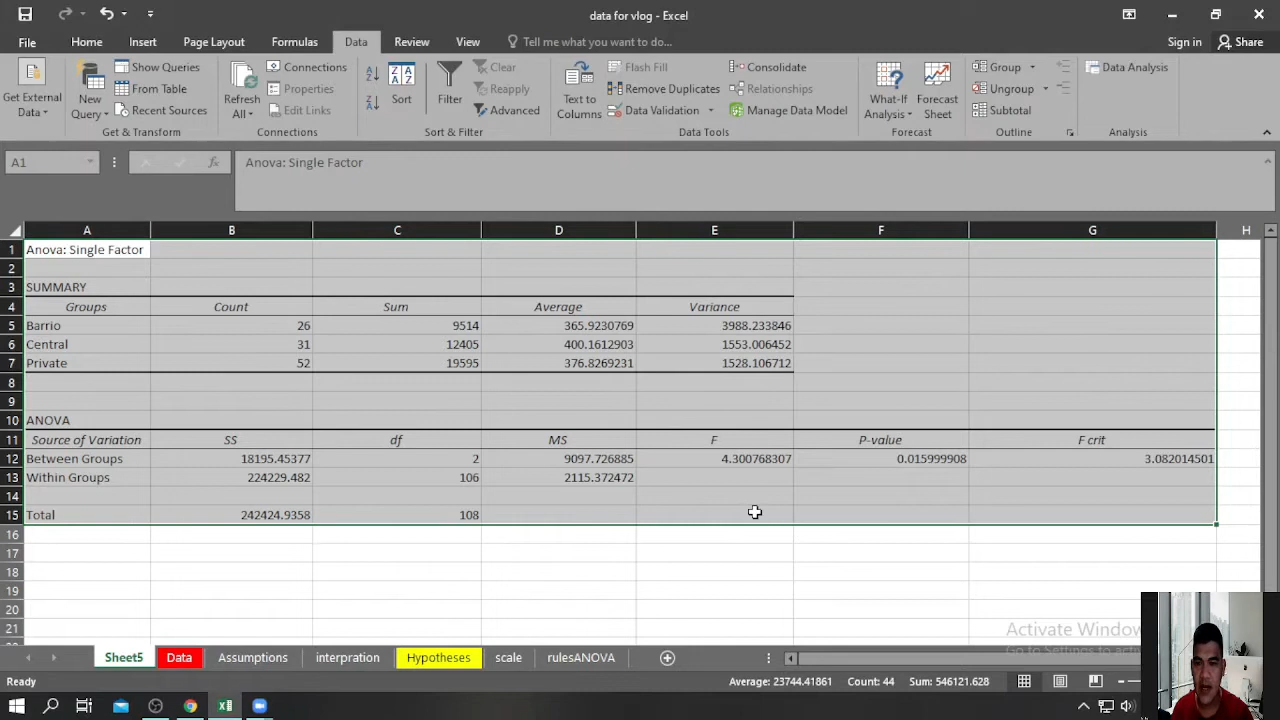 data for vlog - Excel
Sign in Share
File Home Insert Page Layout Formulas Data Review View Tell me what you want to do...
Get External Data
New Query
Show Queries
From Table
Recent Sources
Get & Transform
Refresh All
Connections
Properties
Edit Links
Connections
Sort
Filter
Clear
Reapply
Advanced
Sort & Filter
Text to Columns
Flash Fill
Remove Duplicates
Data Validation
Consolidate
Relationships
Manage Data Model
Data Tools
What-If Analysis
Forecast Sheet
Forecast
Group
Ungroup
Subtotal
Outline
Data Analysis
Analysis
A1 fx Anova: Single Factor
A B C D E F G H
1 Anova: Single Factor
2
3 SUMMARY
4 Groups Count Sum Average Variance
5 Barrio 26 9514 365.9230769 3988.233846
6 Central 31 12405 400.1612903 1553.006452
7 Private 52 19595 376.8269231 1528.106712
8
9
10 ANOVA
11 Source of Variation SS df MS F P-value F crit
12 Between Groups 18195.45377 2 9097.726885 4.300768307 0.015999908 3.082014501
13 Within Groups 224229.482 106 2115.372472
14
15 Total 242424.9358 108
16
17
18
19
20
21
Activate Window
Sheet5 Data Assumptions interpration Hypotheses scale rulesANOVA
Ready Average: 23744.41861 Count: 44 Sum: 546121.628